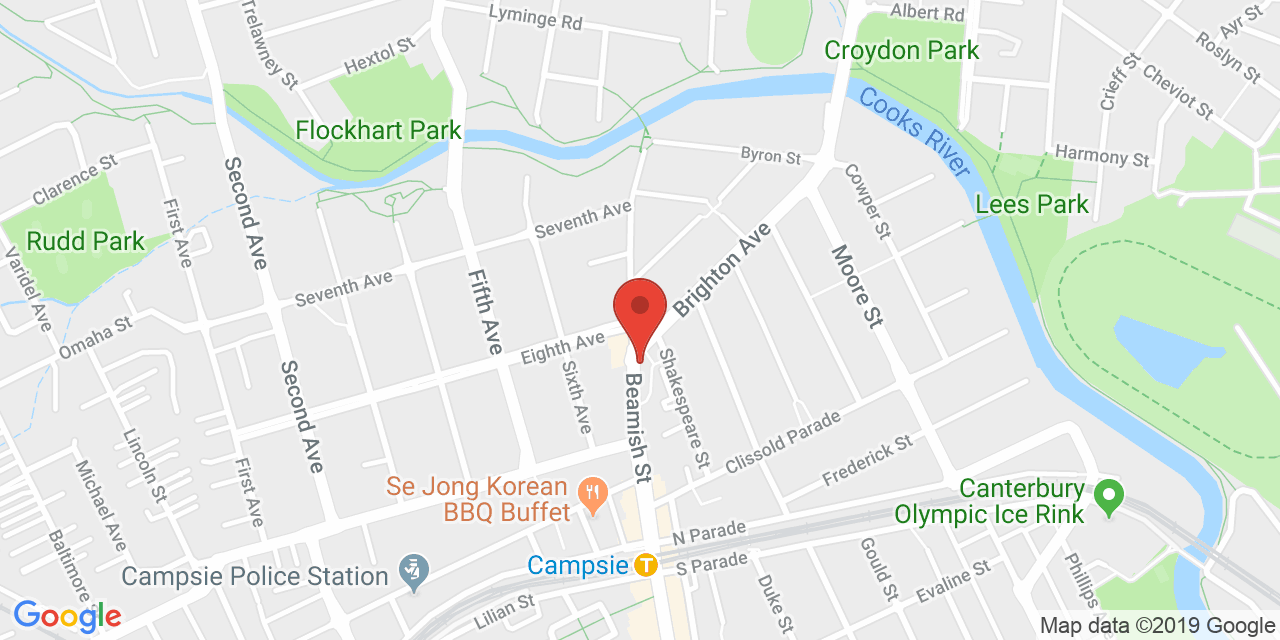 Lyminge Rd
Albert Rd
Ayr St
Trelawney St
Hextol St
Croydon Park
Roslyn St
Crieff St
Cheviot St
Cooks River
Flockhart Park
Byron St
Harmony St
Clarence St
Second Ave
Cowper St
First Ave
Lees Park
Seventh Ave
Rudd Park
Brighton Ave
Moore St
Vardel Ave
Seventh Ave
Fifth Ave
Omaha St
Eighth Ave
Shakespeare St
Sixth Ave
Beamish St
Second Ave
Clissold Parade
Frederick St
Lincoln St
First Ave
Michael Ave
Se Jong Korean
BBQ Buffet
Canterbury
Olympic Ice Rink
N Parade
Baltimore
Campsie
T
S Parade
Campsie Police Station
Gould St
Evaline St
Phillips
Duke St
Lilian St
Google
Map data ©2019 Google